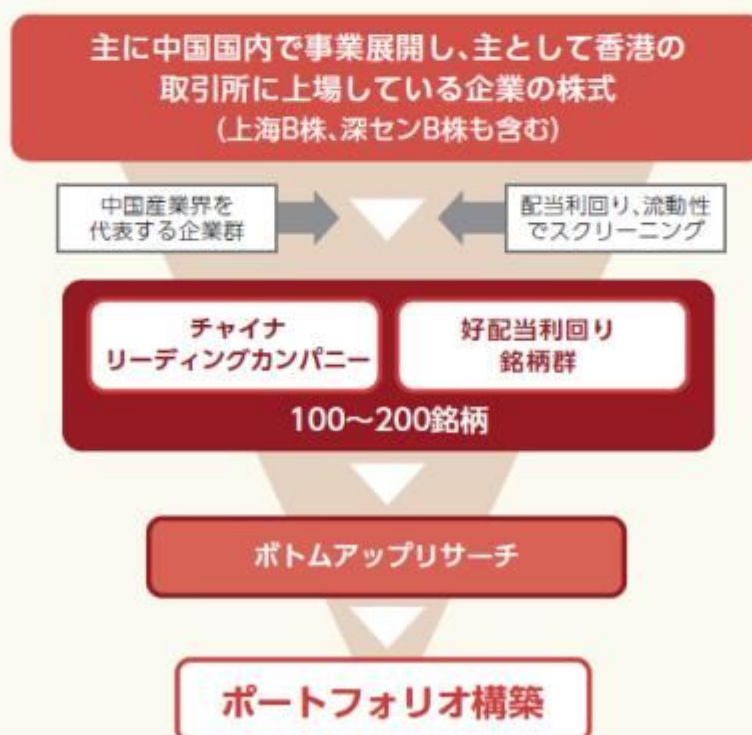 主に中国国内で事業展開し、主として香港の
取引所に上場している企業の株式
(上海B株、深センB株も含む)
中国産業界を
代表する企業群
配当利回り、流動性
でスクリーニング
チャイナ
リーディングカンパニー
好配当利回り
銘柄群
100～200銘柄
ボトムアップリサーチ
ポートフォリオ構築